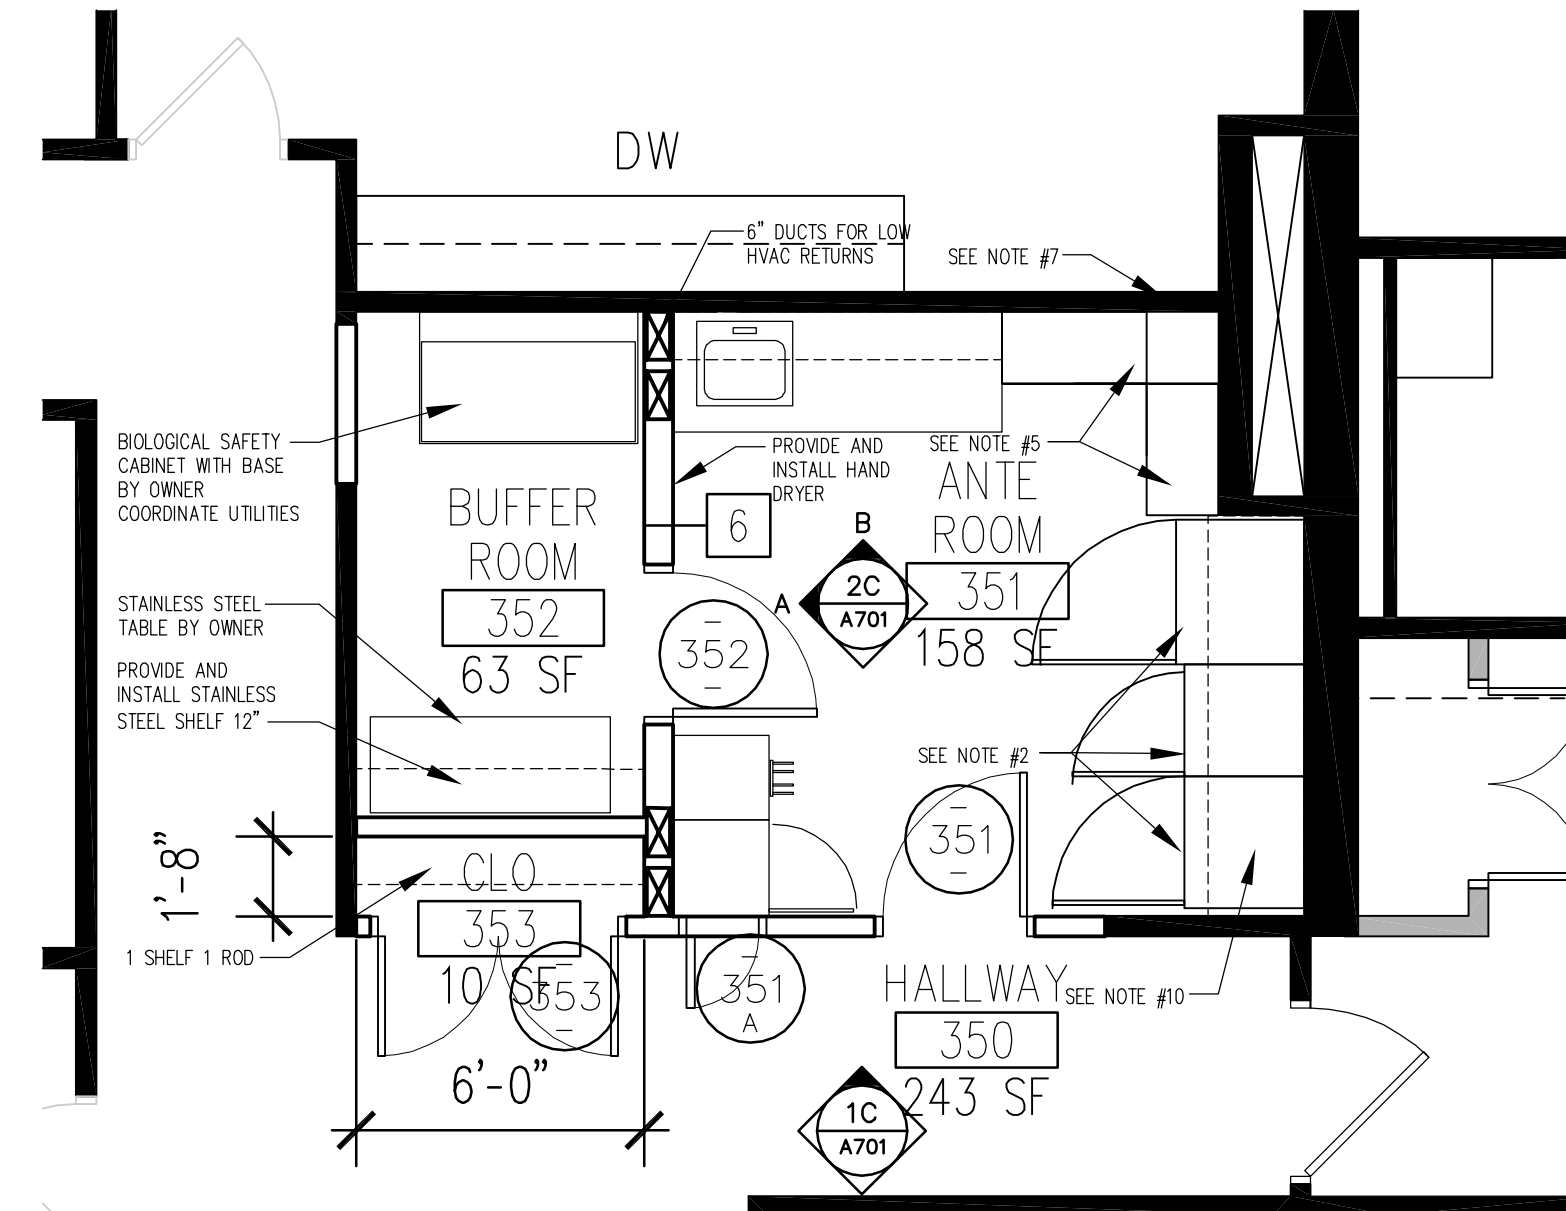 DW
6" DUCTS FOR LOW
HVAC RETURNS
SEE NOTE #7
BIOLOGICAL SAFETY
CABINET WITH BASE
BY OWNER
COORDINATE UTILITIES
PROVIDE AND
INSTALL HAND
DRYER
SEE NOTE #5
BUFFER
ROOM
352
63 SF
6
ANTE
ROOM
351
158 SF
B
A
2C
A701
STAINLESS STEEL
TABLE BY OWNER
PROVIDE AND
INSTALL STAINLESS
STEEL SHELF 12"
352
SEE NOTE #2
351
1'-8"
CLO
353
10 SF
1 SHELF 1 ROD
353
351
A
HALLWAY
350
243 SF
SEE NOTE #10
6'-0"
1C
A701